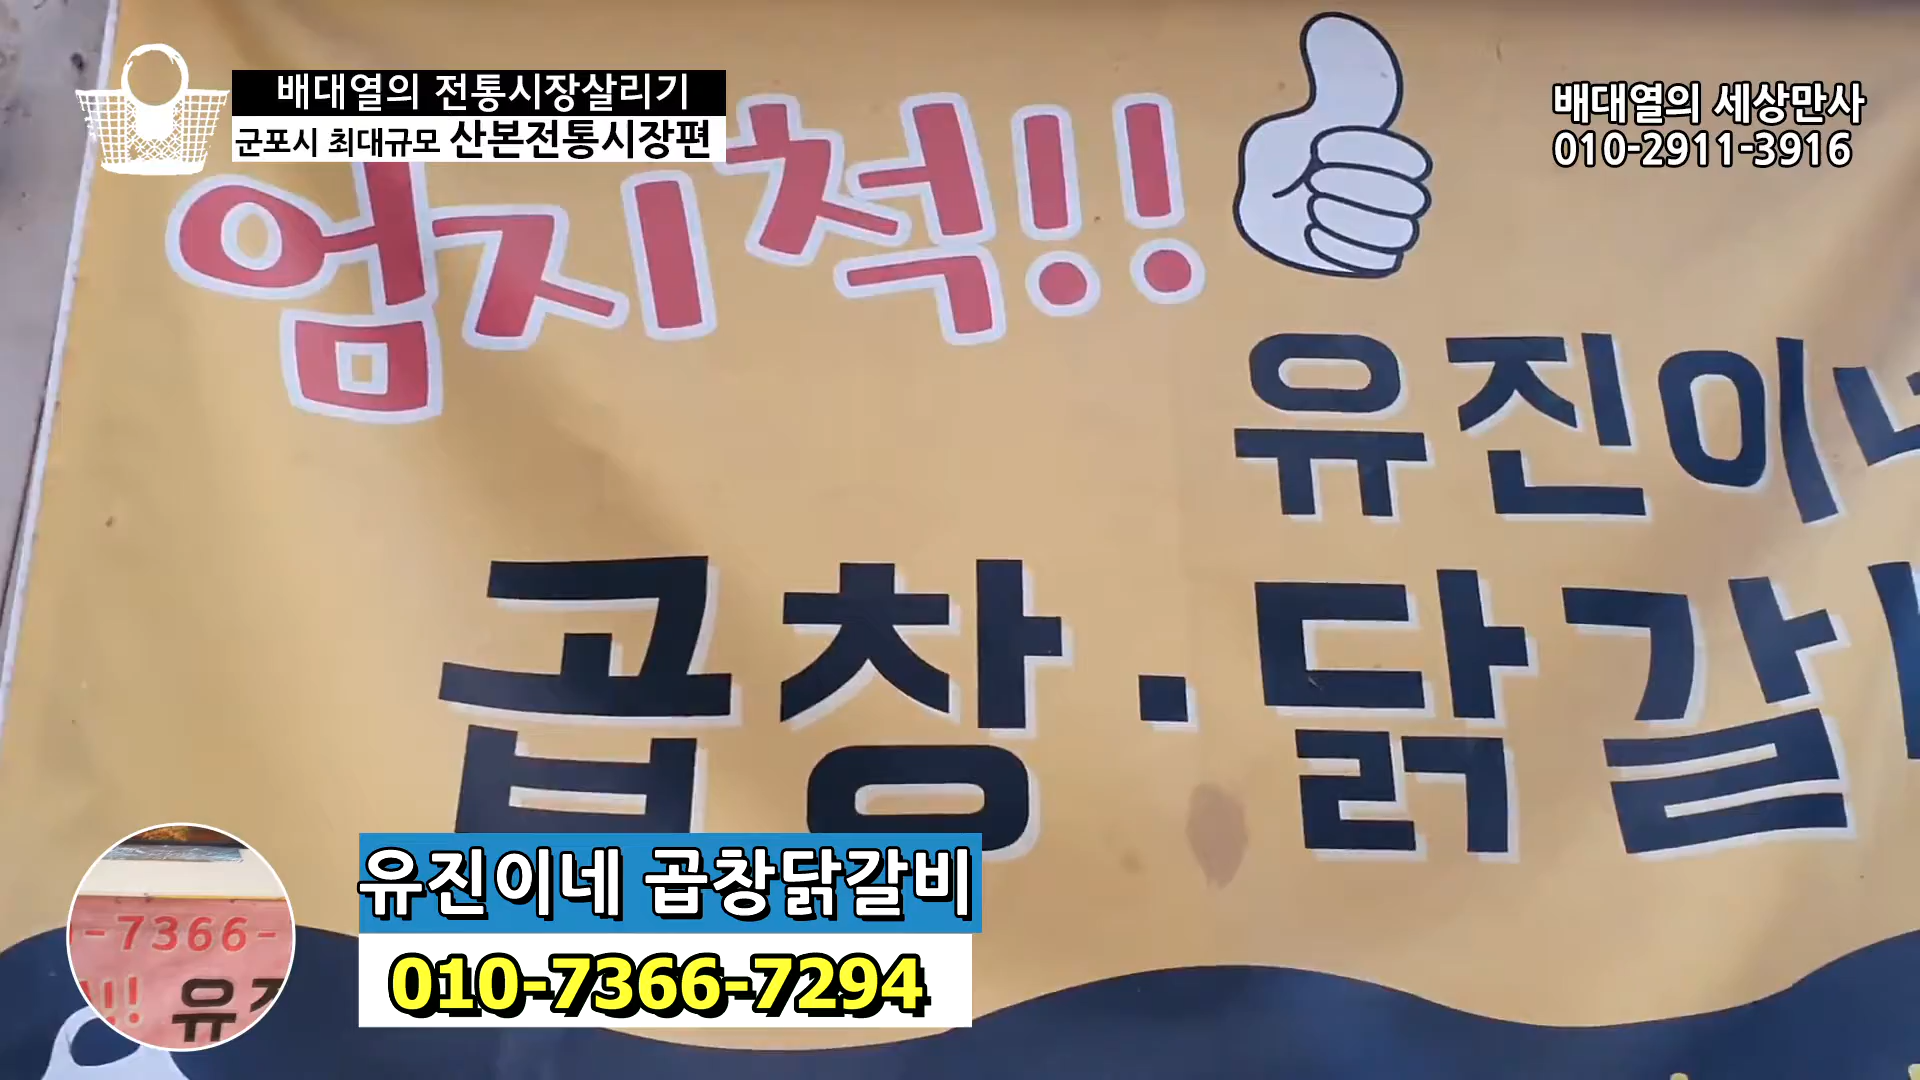 배대열의 전통시장살리기
군포시 최대규모 산본전통시장편
배대열의 세상만사
010-2911-3916
엄지척!!
유진이네
곱창·닭갈비
-7366-
!! 유진
유진이네 곱창닭갈비
010-7366-7294